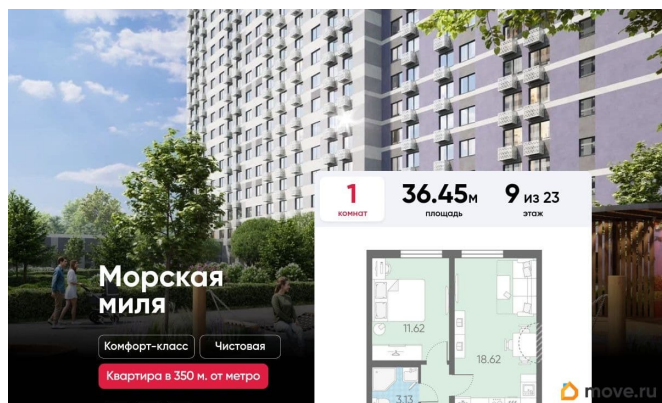 1
комнат
36.45м
площадь
9 из 23
этаж
Морская
миля
Комфорт-класс
Чистовая
Квартира в 350 м. от метро
11.62
18.62
3.13
move.ru